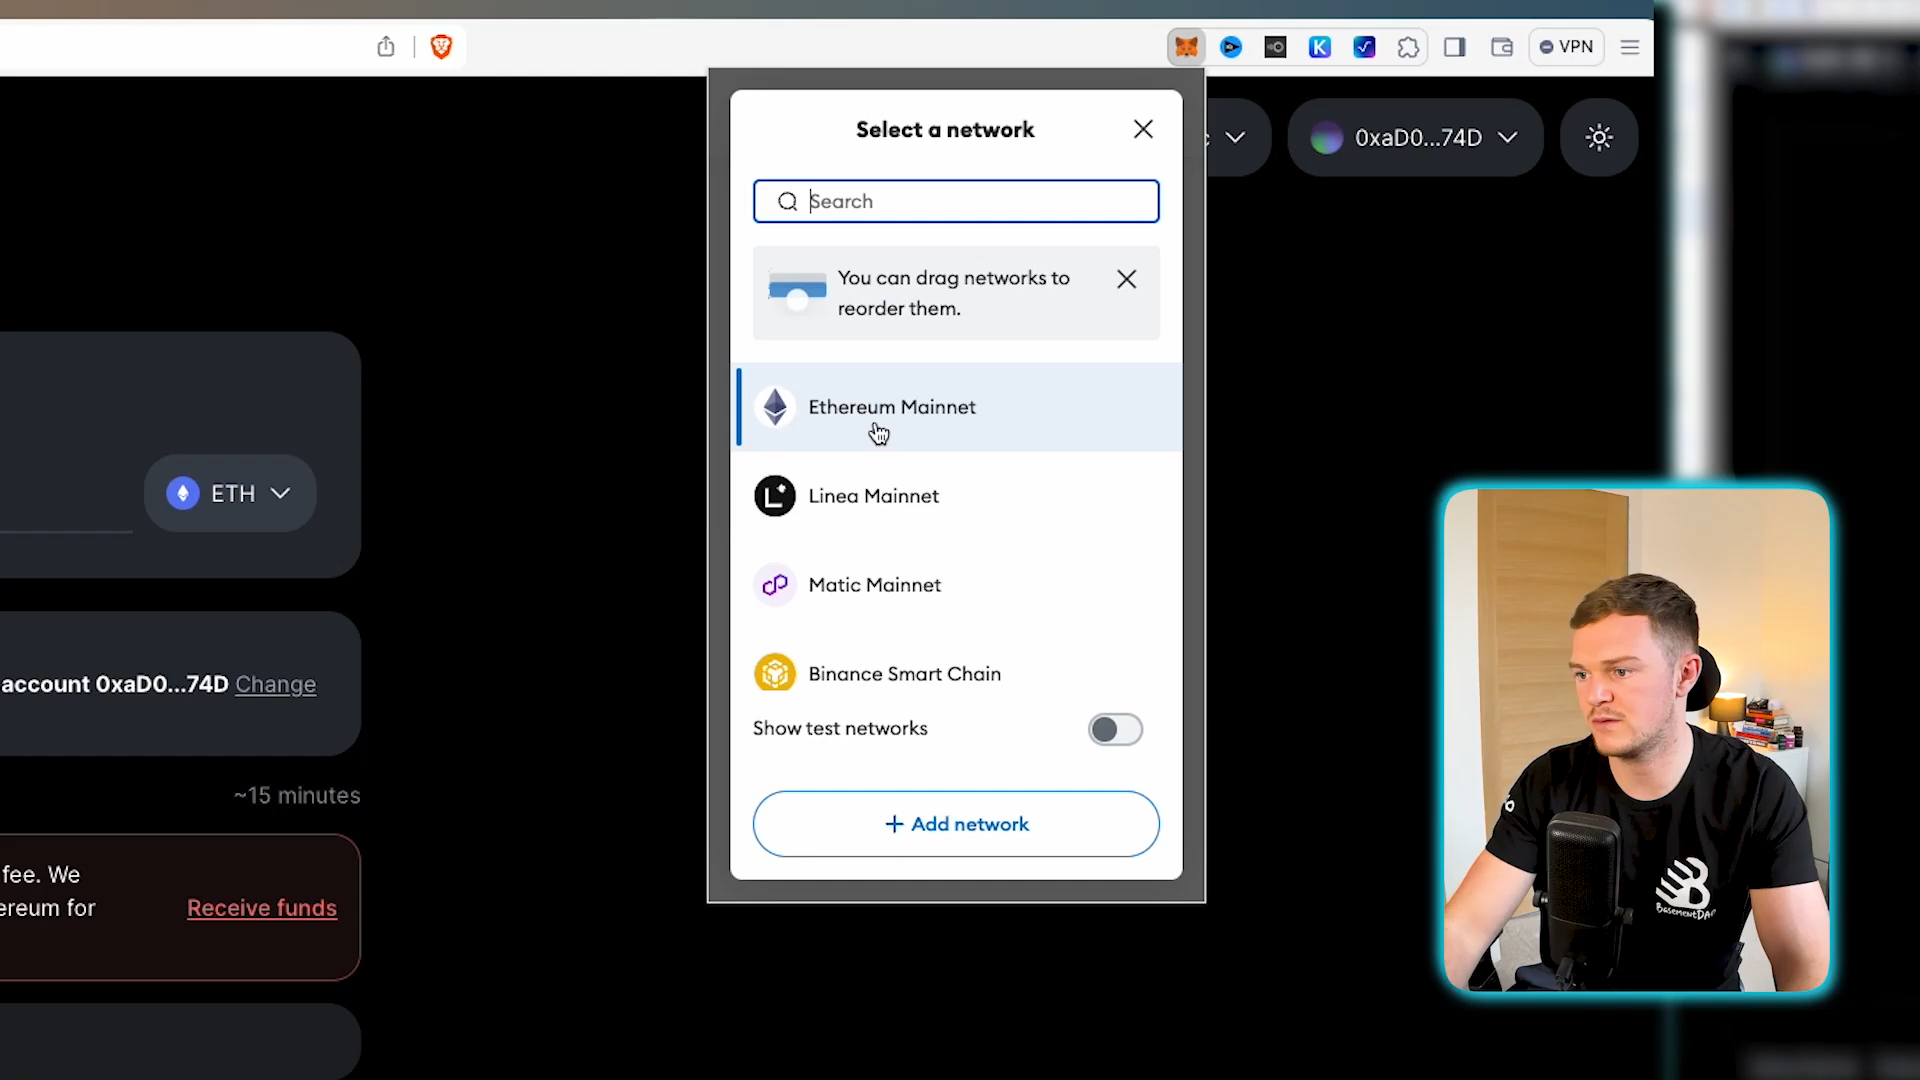 VPN
Select a network
0xaD0...74D
Search
You can drag networks to
reorder them.
Ethereum Mainnet
ETH
Linea Mainnet
Matic Mainnet
account 0xaD0...74D Change
Binance Smart Chain
Show test networks
~15 minutes
+ Add network
fee. We
ereum for
Receive funds
BasementDAO